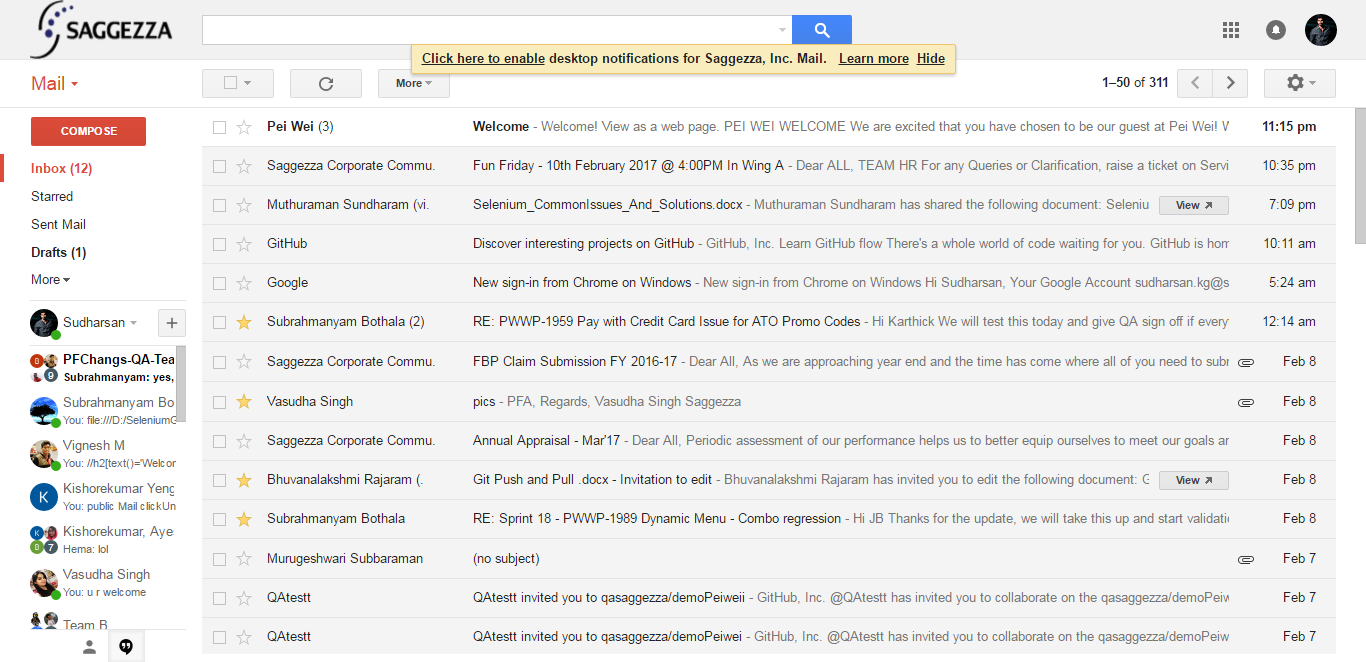 SAGGEZZA
Click here to enable desktop notifications for Saggezza, Inc. Mail. Learn more Hide
Mail
More
1–50 of 311
COMPOSE
Inbox (12)
Starred
Sent Mail
Drafts (1)
More
Sudharsan
PFChangs-QA-Tea
Subrahmanyam: yes,
9
Subrahmanyam Bo
You: file:///D:/Selenium
Vignesh M
You: //h2[text()='Welcor
K
Kishorekumar Yeng
You: public Mail clickUn
Kishorekumar, Aye
K
D 7
Hema: lol
Vasudha Singh
You: u r welcome
Team B
Pei Wei (3) Welcome - Welcome! View as a web page. PEI WEI WELCOME We are excited that you have chosen to be our guest at Pei Wei! W 11:15 pm
Saggezza Corporate Commu. Fun Friday - 10th February 2017 @ 4:00PM In Wing A - Dear ALL, TEAM HR For any Queries or Clarification, raise a ticket on Servi 10:35 pm
Muthuraman Sundharam (vi. Selenium_CommonIssues_And_Solutions.docx - Muthuraman Sundharam has shared the following document: Seleniu View 7:09 pm
GitHub Discover interesting projects on GitHub - GitHub, Inc. Learn GitHub flow There's a whole world of code waiting for you. GitHub is hom 10:11 am
Google New sign-in from Chrome on Windows - New sign-in from Chrome on Windows Hi Sudharsan, Your Google Account sudharsan.kg@s 5:24 am
Subrahmanyam Bothala (2) RE: PWWP-1959 Pay with Credit Card Issue for ATO Promo Codes - Hi Karthick We will test this today and give QA sign off if every 12:14 am
Saggezza Corporate Commu. FBP Claim Submission FY 2016-17 - Dear All, As we are approaching year end and the time has come where all of you need to subr Feb 8
Vasudha Singh pics - PFA, Regards, Vasudha Singh Saggezza Feb 8
Saggezza Corporate Commu. Annual Appraisal - Mar'17 - Dear All, Periodic assessment of our performance helps us to better equip ourselves to meet our goals ar Feb 8
Bhuvanalakshmi Rajaram (. Git Push and Pull .docx - Invitation to edit - Bhuvanalakshmi Rajaram has invited you to edit the following document: G View Feb 8
Subrahmanyam Bothala RE: Sprint 18 - PWWP-1989 Dynamic Menu - Combo regression - Hi JB Thanks for the update, we will take this up and start validati Feb 8
Murugeshwari Subbaraman (no subject) Feb 7
QAtestt QAtestt invited you to qasaggezza/demoPeiweii - GitHub, Inc. @QAtestt has invited you to collaborate on the qasaggezza/demoPeiw Feb 7
QAtestt QAtestt invited you to qasaggezza/demoPeiwei - GitHub, Inc. @QAtestt has invited you to collaborate on the qasaggezza/demoPeiw Feb 7